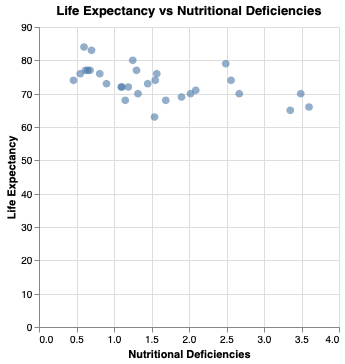 Life Expectancy vs Nutritional Deficiencies
90
80
70
60
50
40
30
20
10
0
Life Expectancy
0.0 0.5 1.0 1.5 2.0 2.5 3.0 3.5 4.0
Nutritional Deficiencies